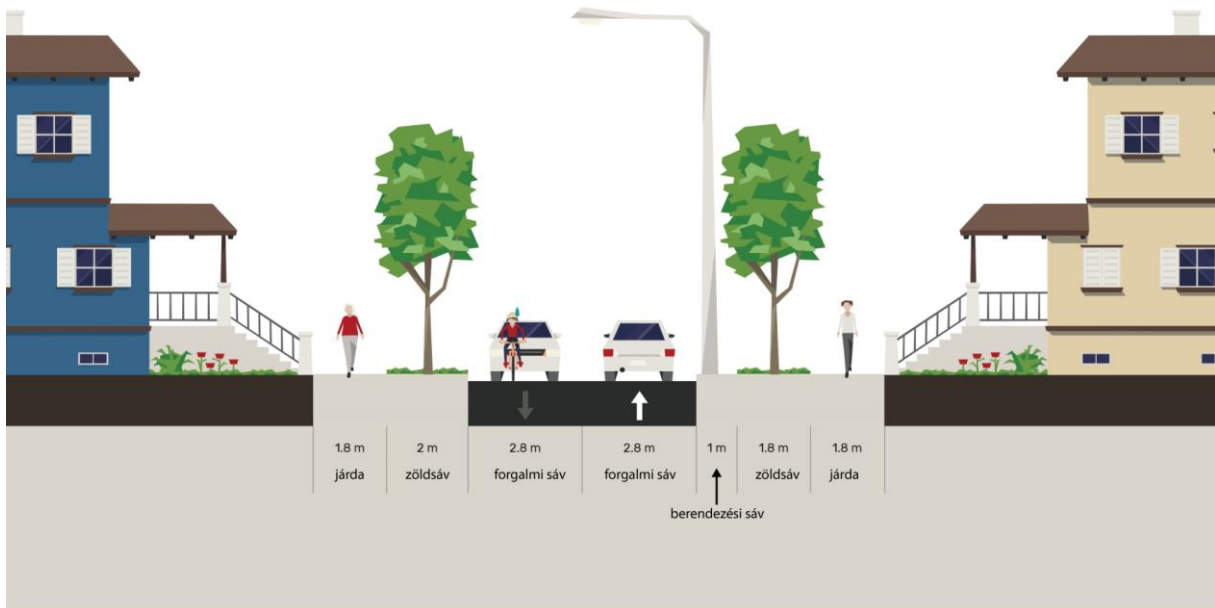 1.8 m 2 m 2.8 m 2.8 m 1 m 1.8 m 1.8 m
járda zöldsáv forgalmi sáv forgalmi sáv zöldsáv járda
berendezési sáv